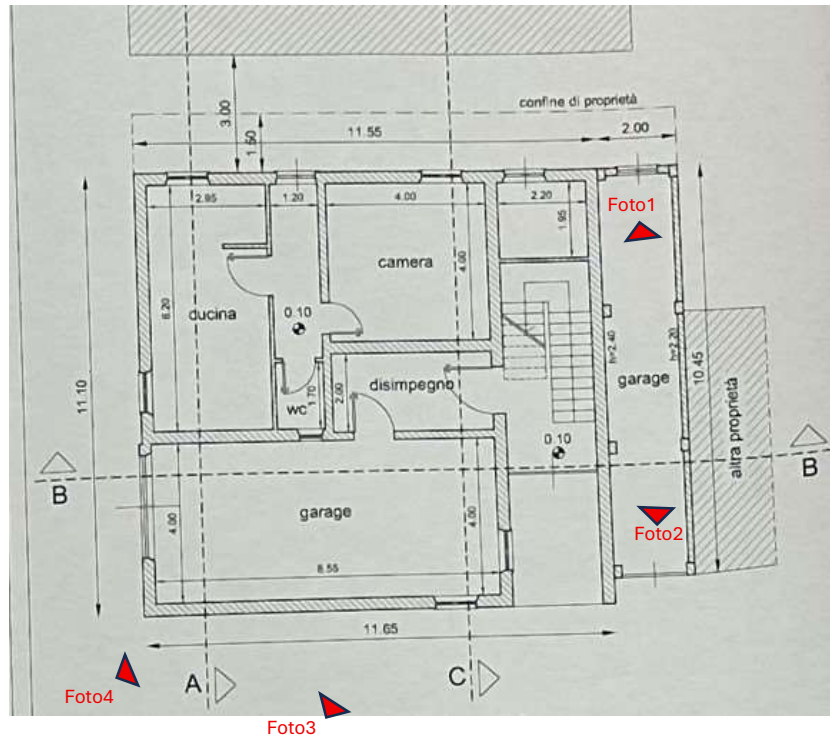 confine di proprietà
3.00
1.50
11.55
2.00
2.95
1.20
4.00
2.20
Foto1
1.95
camera
4.00
6.20
ducina
0.10
h=2.40
h=2.20
10.45
garage
disimpegno
11.10
2.60
1.70
wc
altra proprietà
0.10
B
B
garage
4.00
4.00
Foto2
8.55
11.65
Foto4
A
C
Foto3